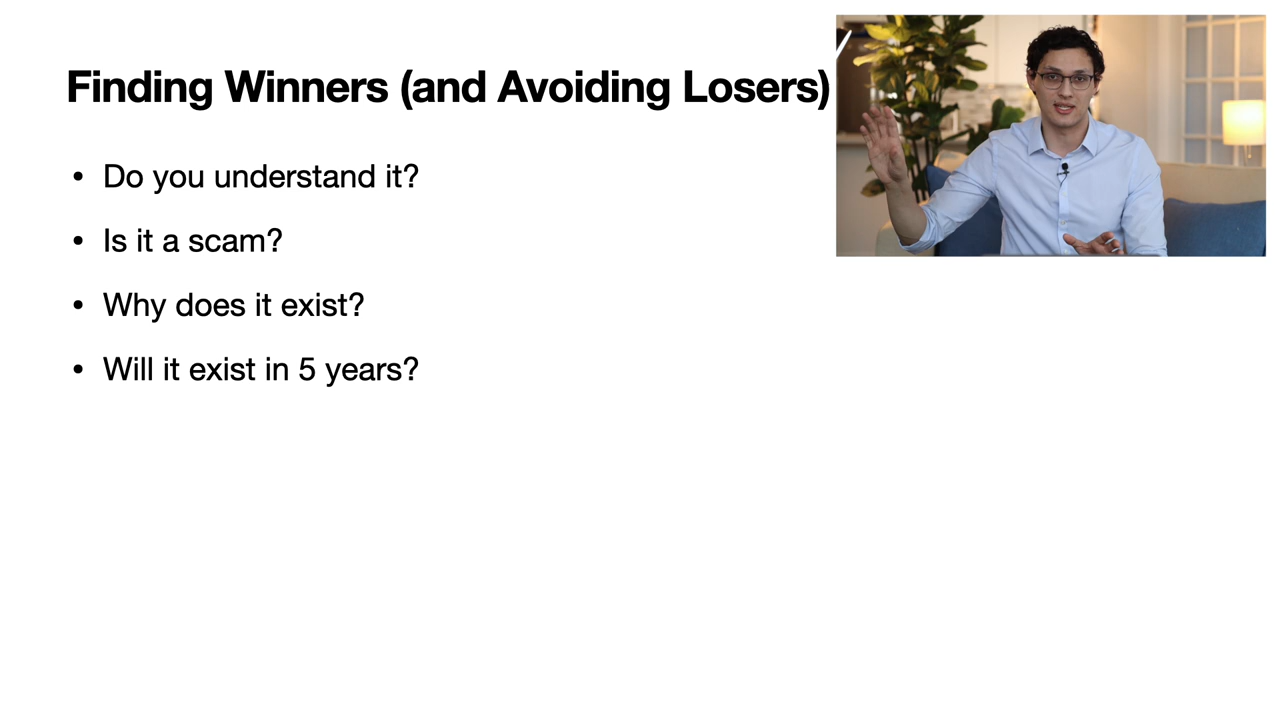 Finding Winners (and Avoiding Losers)
• Do you understand it?
• Is it a scam?
• Why does it exist?
• Will it exist in 5 years?